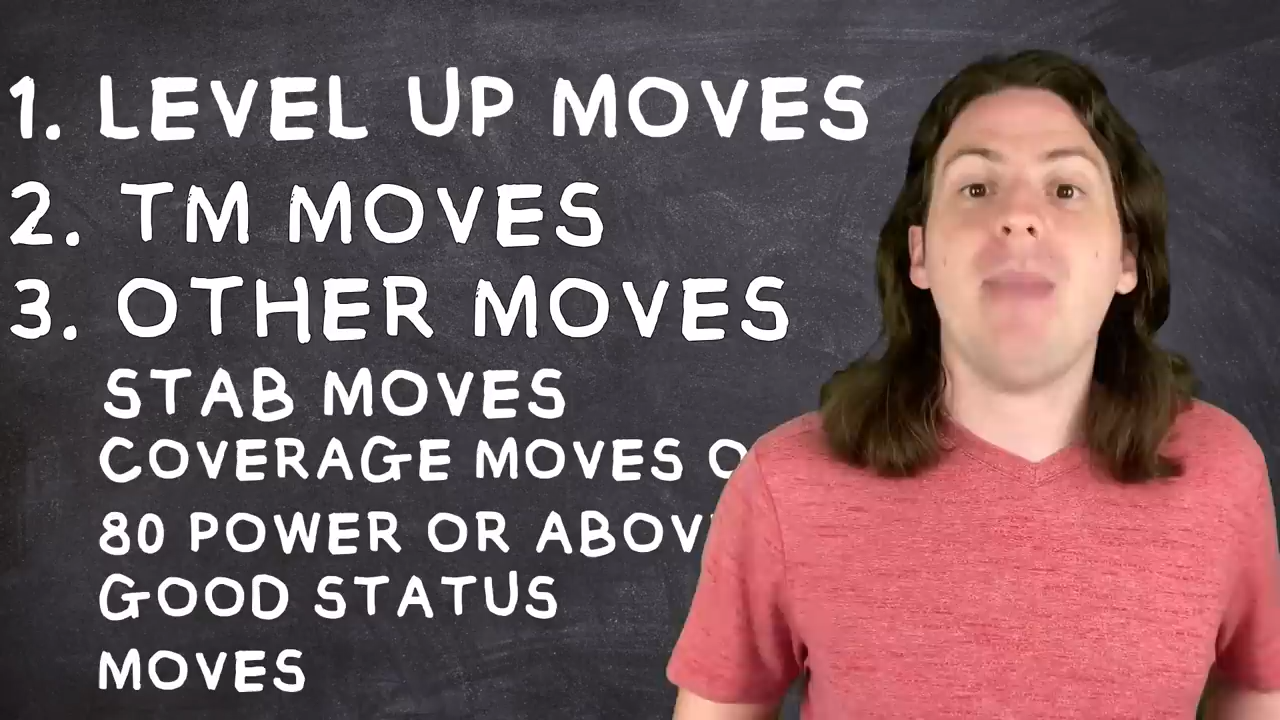 1. LEVEL UP MOVES
2. TM MOVES
3. OTHER MOVES
STAB MOVES
COVERAGE MOVES
80 POWER OR
GOOD STATUS
MOVES